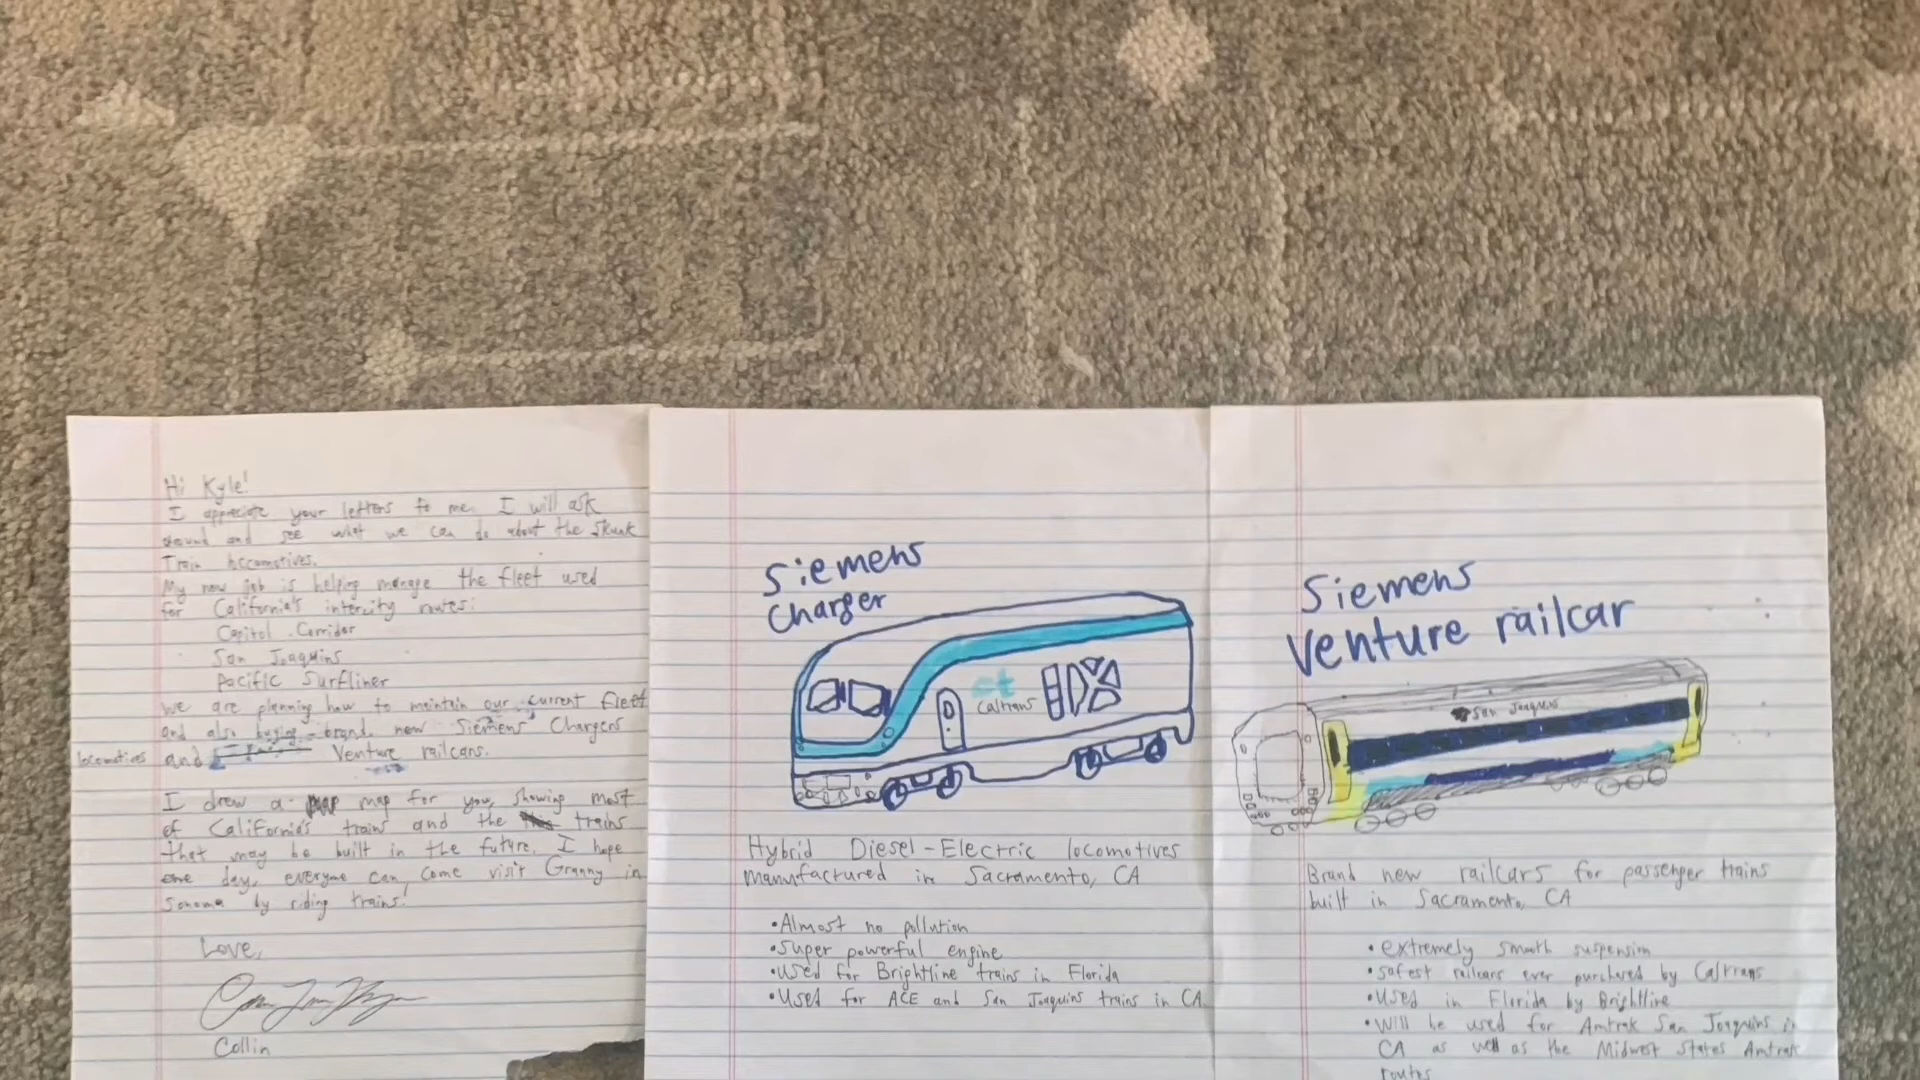 Hi Kyle!
I appreciate your letters to me. I will ask
around and see what we can do about the Skunk
Train locomotives.
My new job is helping manage the fleet used
for California's intercity routes:
Capitol Corridor
San Joaquins
Pacific Surfliner
we are planning how to maintain our current fleet
and also buying brand new Siemens Chargers
locomotives and Venture railcars.
I drew a map for you, showing most
of California's trains and the trains
that may be built in the future. I hope
one day, everyone can come visit Granny in
Sonoma by riding trains!
Love,
Collin
Siemens
Charger
ct
Caltrans
Hybrid Diesel-Electric locomotives
manufactured in Sacramento, CA
•Almost no pollution
•Super powerful engine
•Used for Brightline trains in Florida
•Used for ACE and San Joaquins trains in CA
Siemens
Venture railcar
San Joaquins
Brand new railcars for passenger trains
built in Sacramento, CA
•extremely smooth suspension
•safest railcars ever purchased by Caltrans
•Used in Florida by Brightline
•Will be used for Amtrak San Joaquins in
CA as well as the Midwest States Amtrak
routes